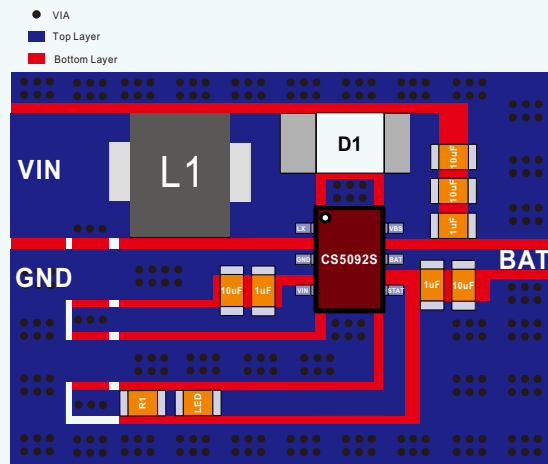 VIA
Top Layer
Bottom Layer
VIN
L1
D1
10uF
10uF
1uF
LX
VBS
GND
CS5092S
BAT
BAT
GND
10uF
1uF
VIN
STAT
1uF
10uF
R1
LED